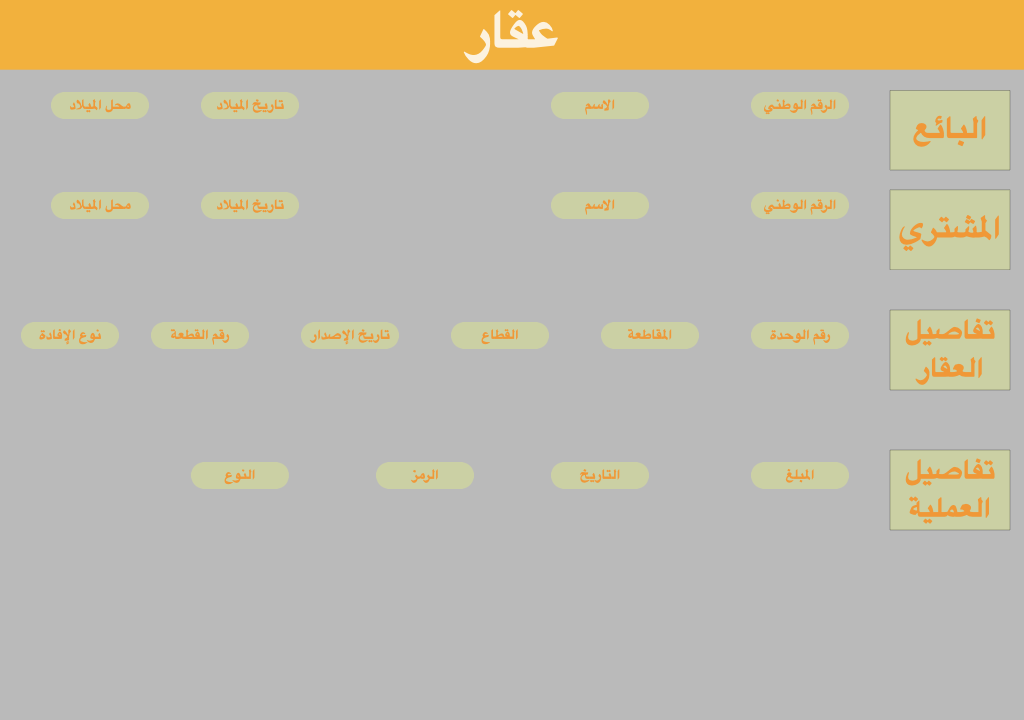 عقار
البائع
الرقم الوطني
الاسم
تاريخ الميلاد
محل الميلاد
المشتري
الرقم الوطني
الاسم
تاريخ الميلاد
محل الميلاد
تفاصيل
العقار
رقم الوحدة
المقاطعة
القطاع
تاريخ الإصدار
رقم القطعة
نوع الإفادة
تفاصيل
العملية
المبلغ
التاريخ
الرمز
النوع